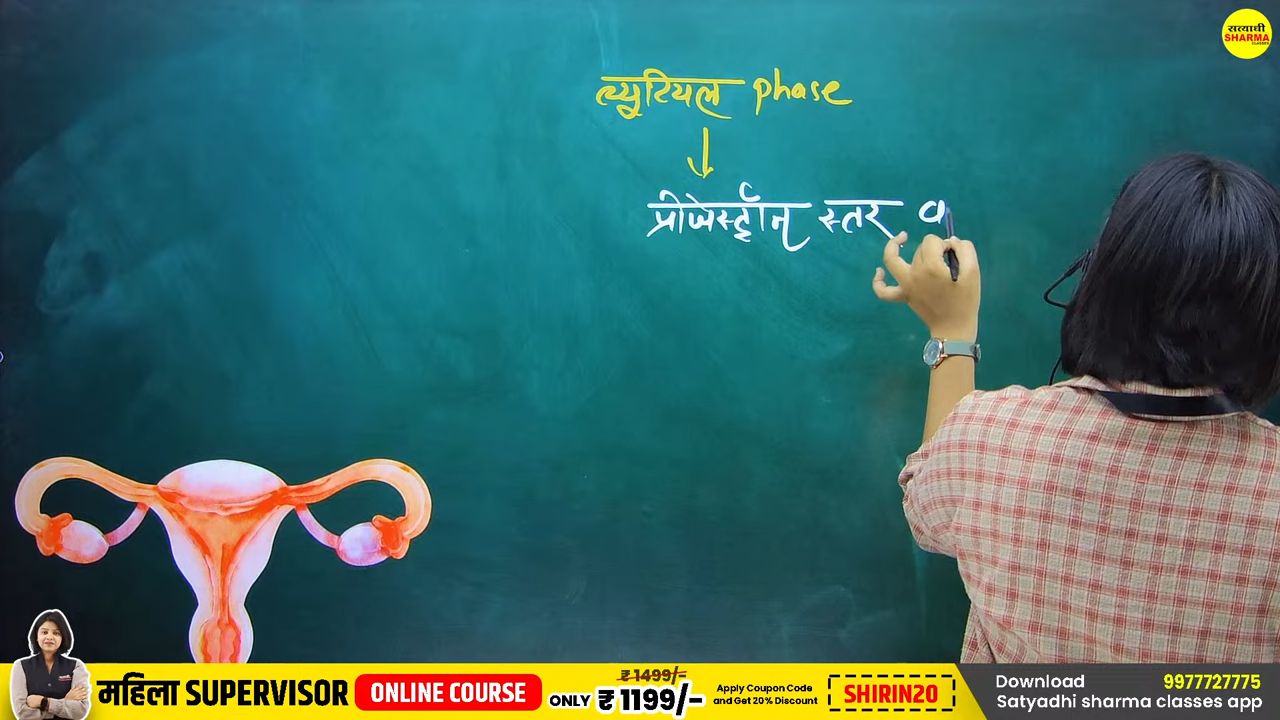 सत्याधी
SHARMA
CLASSES
ल्युटियल phase
प्रोजेस्ट्रॉन स्तर
महिला SUPERVISOR
ONLINE COURSE
₹ 1499/-
ONLY ₹ 1199/-
Apply Coupon Code
and Get 20% Discount
SHIRIN20
Download 9977727775
Satyadhi sharma classes app